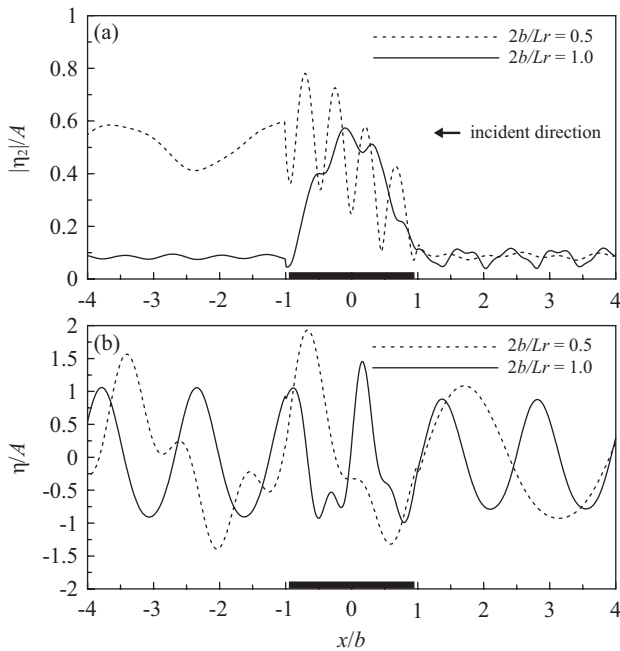 (a)
2b/Lr = 0.5
2b/Lr = 1.0
incident direction
|η₂|/A
1
0.8
0.6
0.4
0.2
0
-4 -3 -2 -1 0 1 2 3 4
(b)
2b/Lr = 0.5
2b/Lr = 1.0
η/A
2
1.5
1
0.5
0
-0.5
-1
-1.5
-2
-4 -3 -2 -1 0 1 2 3 4
x/b